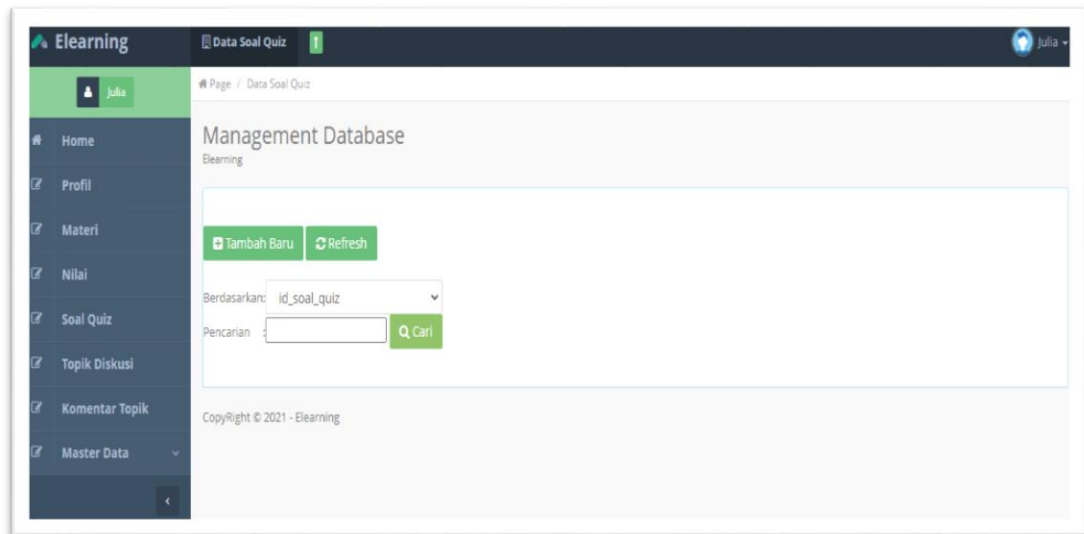 Elearning
Data Soal Quiz
Julia
Julia
Page / Data Soal Quiz
Home
Profil
Materi
Nilai
Soal Quiz
Topik Diskusi
Komentar Topik
Master Data
Management Database
Elearning
Tambah Baru
Refresh
Berdasarkan: id_soal_quiz
Pencarian : Cari
CopyRight © 2021 - Elearning